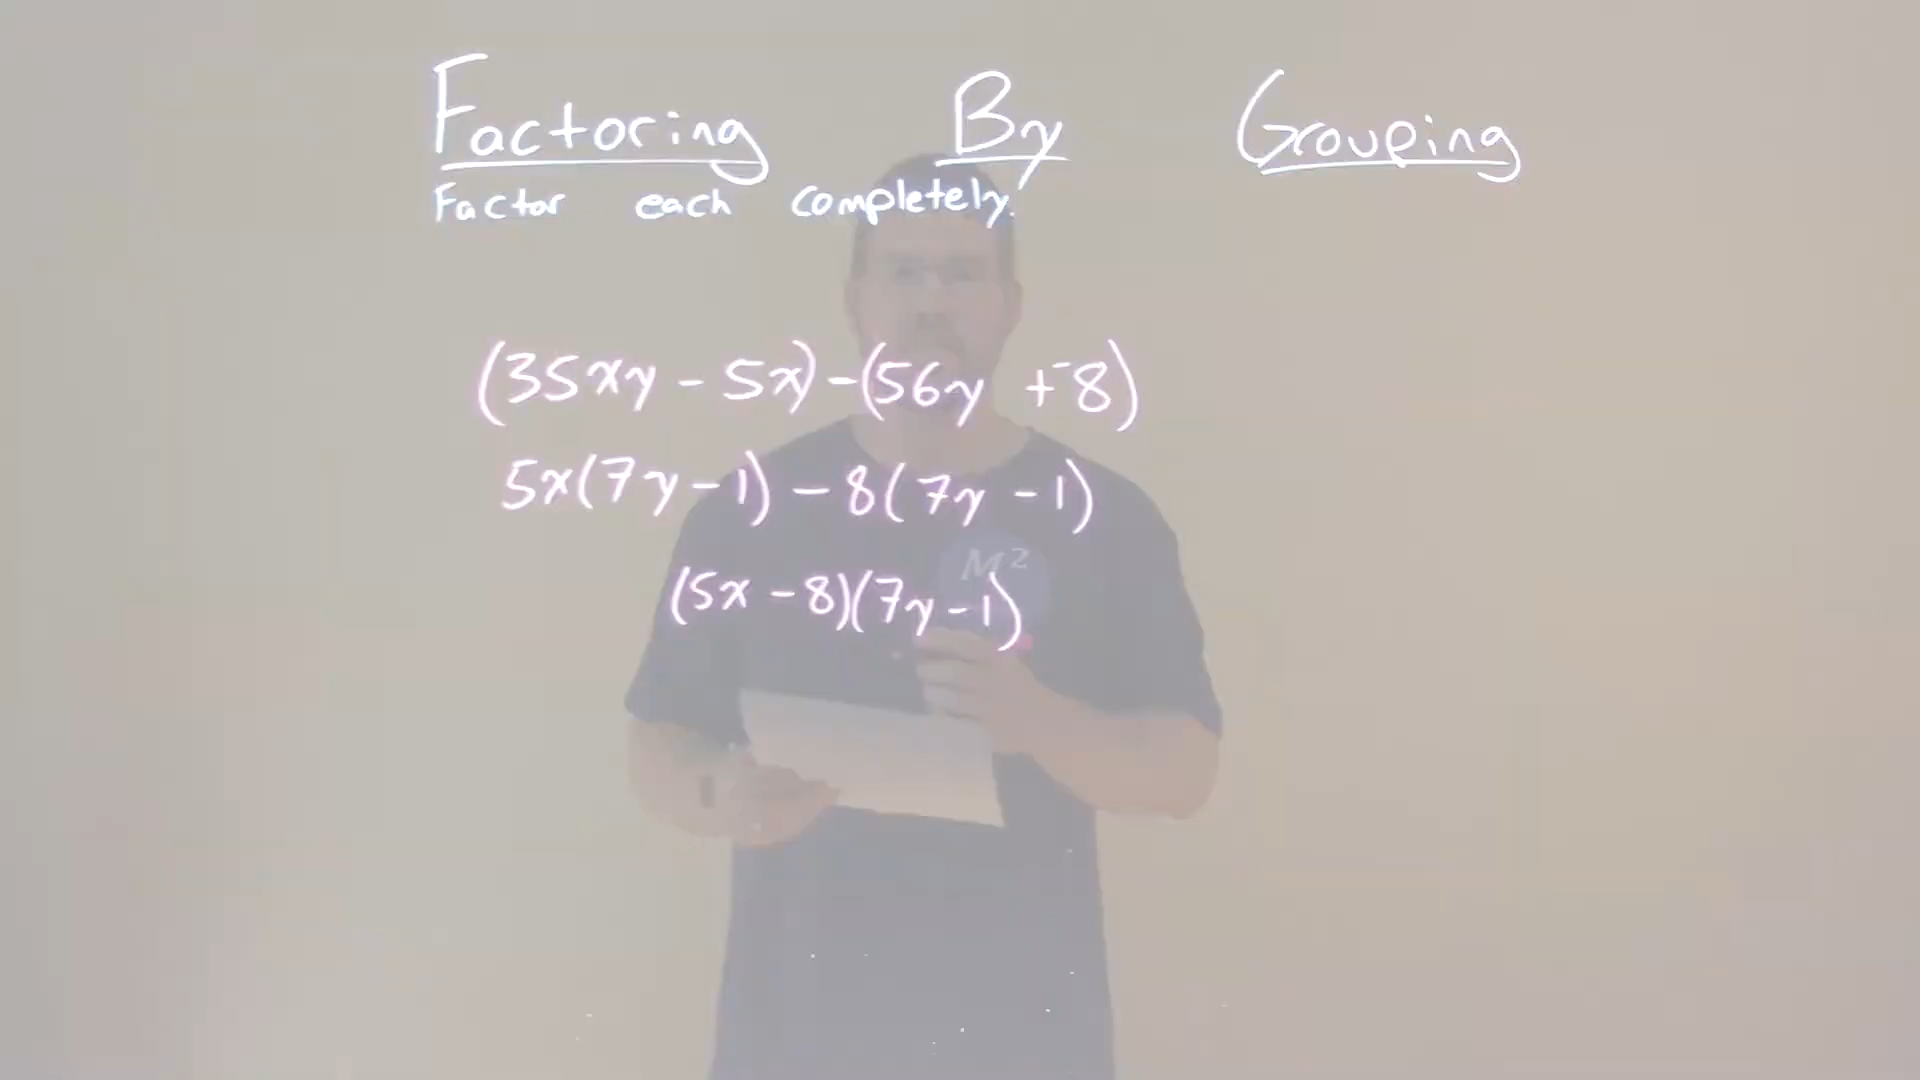 Factoring By Grouping
Factor each completely.
(35xy - 5x) - (56y + -8)
5x(7y - 1) - 8(7y - 1)
M²
(5x - 8)(7y - 1)